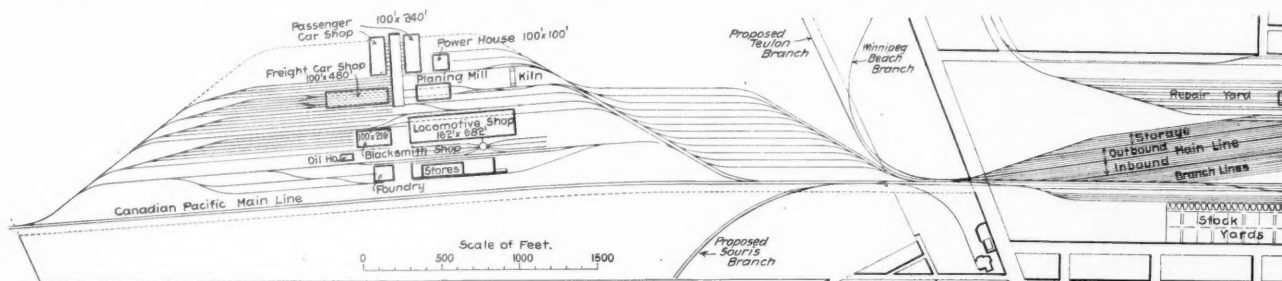 Passenger
Car Shop
100'x 240'
Power House 100'x100'
Freight Car Shop
100'x 480'
Planing Mill
Kiln
Locomotive Shop
162'x 682'
Blacksmith Shop
Oil Ho.
Stores
Foundry
Canadian Pacific Main Line
Scale of Feet.
0 500 1000 1500
Proposed
Teulon
Branch
Winnipeg
Beach
Branch
Proposed
Souris
Branch
Repair Yard
Storage
Outbound Main Line
Inbound
Branch Lines
Stock
Yards